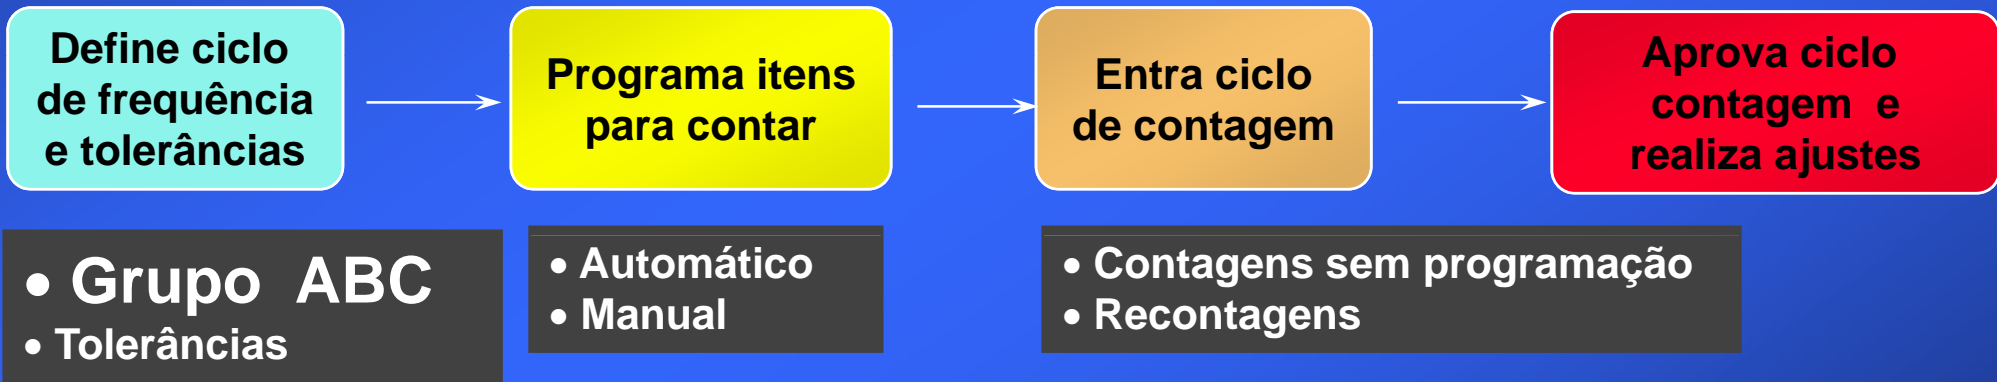 Define ciclo
de frequência
e tolerâncias
Programa itens
para contar
Entra ciclo
de contagem
Aprova ciclo
contagem e
realiza ajustes
• Grupo ABC
• Tolerâncias
• Automático
• Manual
• Contagens sem programação
• Recontagens